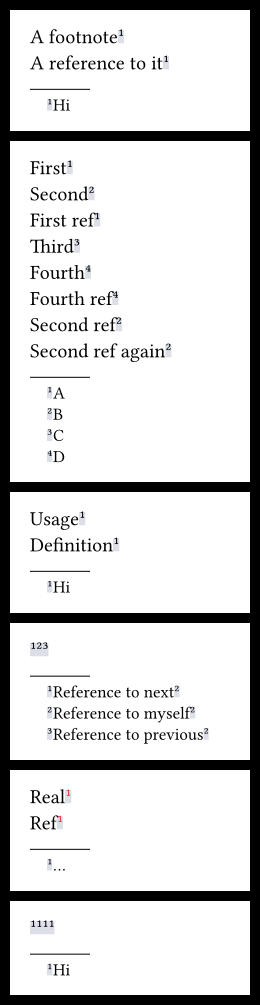 A footnote¹
A reference to it¹
¹Hi
First¹
Second²
First ref¹
Third³
Fourth⁴
Fourth ref⁴
Second ref²
Second ref again²
¹A
²B
³C
⁴D
Usage¹
Definition¹
¹Hi
¹²³
¹Reference to next²
²Reference to myself²
³Reference to previous²
Real¹
Ref¹
¹…
¹¹¹¹
¹Hi